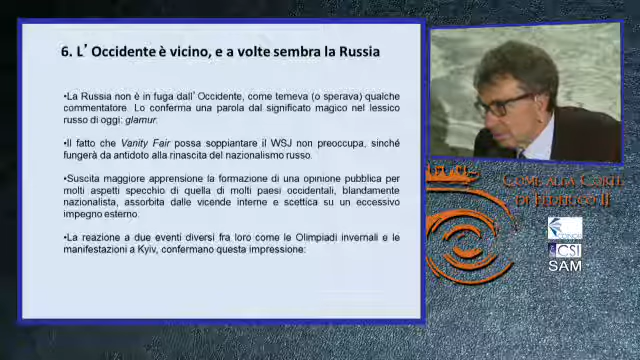 6. L'Occidente è vicino, e a volte sembra la Russia
•La Russia non è in fuga dall'Occidente, come temeva (o sperava) qualche
commentatore. Lo conferma una parola dal significato magico nel lessico
russo di oggi: glamur.
•Il fatto che Vanity Fair possa soppiantare il WSJ non preoccupa, sinché
fungerà da antidoto alla rinascita del nazionalismo russo.
•Suscita maggiore apprensione la formazione di una opinione pubblica per
molti aspetti specchio di quella di molti paesi occidentali, blandamente
nazionalista, assorbita dalle vicende interne e scettica su un eccessivo
impegno esterno.
•La reazione a due eventi diversi fra loro come le Olimpiadi invernali e le
manifestazioni a Kyiv, confermano questa impressione:
COME ALLA CORTE
DI FEDERICO II
CSI
SAM